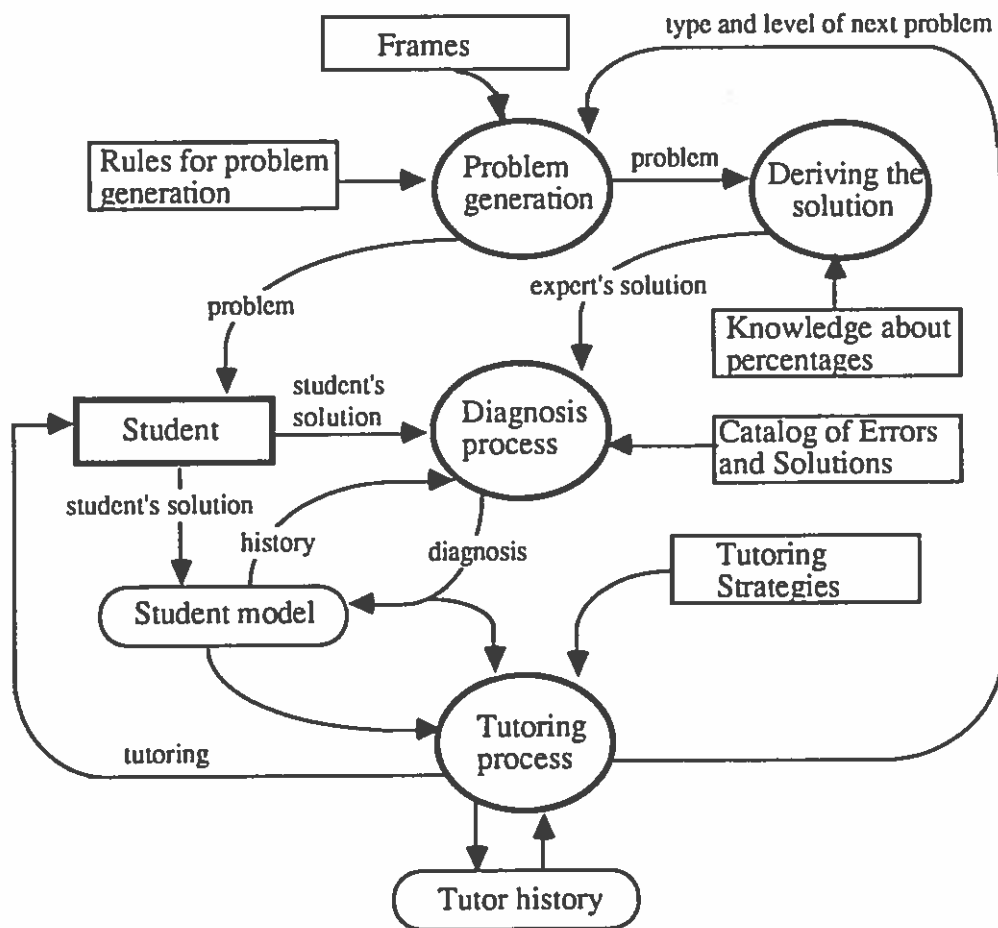 type and level of next problem
Frames
Rules for problem
generation
Problem
generation
problem
Deriving the
solution
problem
expert's solution
Knowledge about
percentages
Student
student's
solution
Diagnosis
process
Catalog of Errors
and Solutions
student's solution
history
diagnosis
Tutoring
Strategies
Student model
Tutoring
process
tutoring
Tutor history